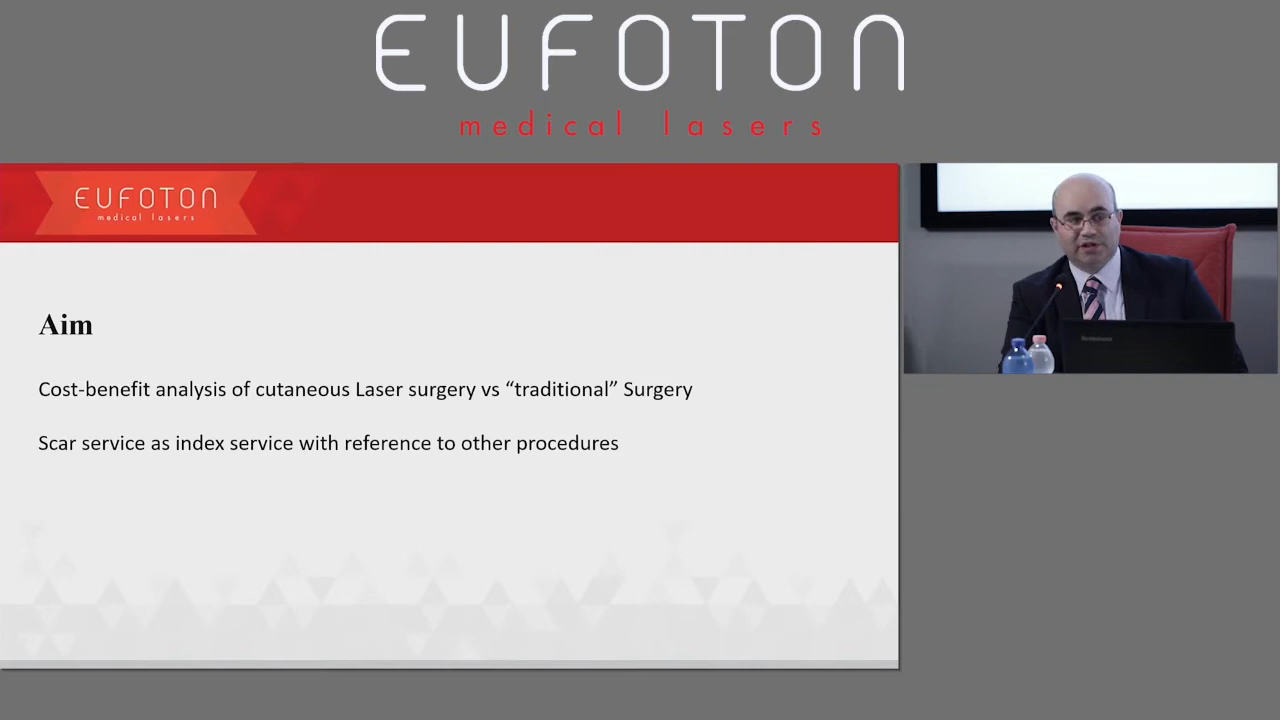 EUFOTON
medical lasers
EUFOTON
medical lasers
Aim
Cost-benefit analysis of cutaneous Laser surgery vs “traditional” Surgery
Scar service as index service with reference to other procedures